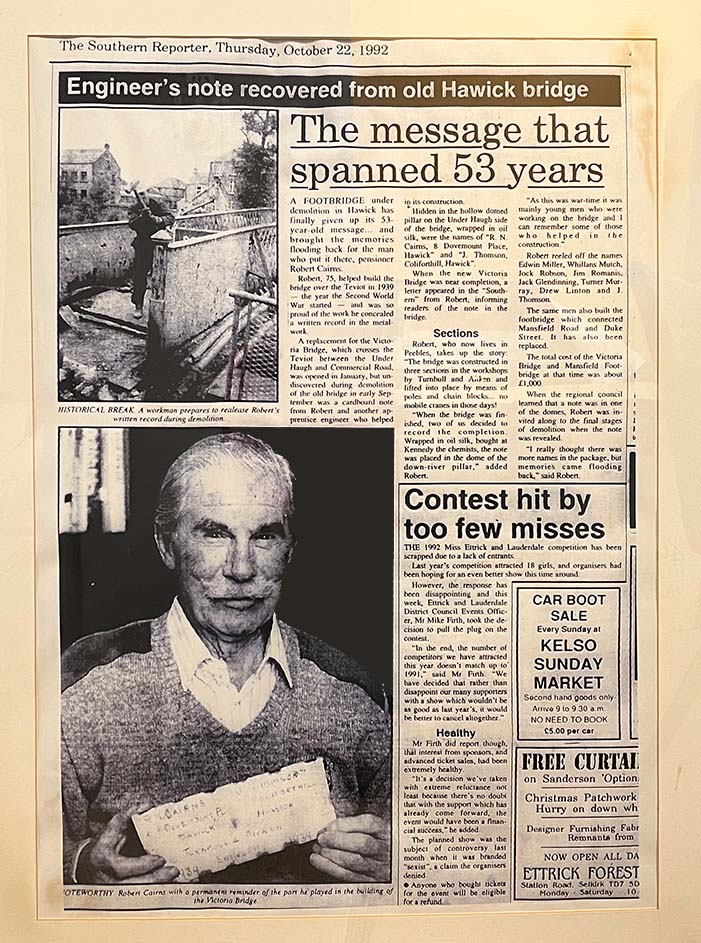 The Southern Reporter, Thursday, October 22, 1992
Engineer's note recovered from old Hawick bridge
The message that
spanned 53 years
A FOOTBRIDGE under
demolition in Hawick has
finally given up its 53-
year-old message... and
brought the memories
flooding back for the man
who put it there, pensioner
Robert Cairns.
Robert, 75, helped build the
bridge over the Teviot in 1939
— the year the Second World
War started — and was so
proud of the work he concealed
a written record in the metal-
work.
A replacement for the Victo-
ria Bridge, which crosses the
Teviot between the Under
Haugh and Commercial Road,
was opened in January, but un-
discovered during demolition
of the old bridge in early Sep-
tember was a cardboard note
from Robert and another ap-
prentice engineer who helped
in its construction.
Hidden in the hollow domed
pillar on the Under Haugh side
of the bridge, wrapped in oil
silk, were the names of "R. N.
Cairns, 8 Dovemount Place,
Hawick" and "J. Thomson,
Coliforthill, Hawick".
When the new Victoria
Bridge was near completion, a
letter appeared in the "South-
ern" from Robert, informing
readers of the note in the
bridge.
Sections
Robert, who now lives in
Peebles, takes up the story:
"The bridge was constructed in
three sections in the workshops
by Turnbull and Aitken and
lifted into place by means of
poles and chain blocks... no
mobile cranes in those days!
"When the bridge was fin-
ished, two of us decided to
record the completion.
Wrapped in oil silk, bought at
Kennedy the chemists, the note
was placed in the dome of the
down-river pillar," added
Robert.
"As this was war-time it was
mainly young men who were
working on the bridge and I
can remember some of those
who helped in the
construction."
Robert reeled off the names
Edwin Miller, Whillans Mutch,
Jock Robson, Jim Romanis,
Jack Glendinning, Turner Mur-
ray, Drew Linton and J.
Thomson.
The same men also built the
footbridge which connected
Mansfield Road and Duke
Street. It has also been
replaced.
The total cost of the Victoria
Bridge and Mansfield Foot-
bridge at that time was about
£1,000.
When the regional council
learned that a note was in one
of the domes, Robert was in-
vited along to the final stages
of demolition when the note
was revealed.
"I really thought there was
more names in the package, but
memories came flooding
back," said Robert.
HISTORICAL BREAK. A workman prepares to realease Robert's
written record during demolition.
CAIRNS
HAWICK
OTEWORTHY. Robert Cairns with a permanent reminder of the part he played in the building of
the Victoria Bridge.
Contest hit by
too few misses
THE 1992 Miss Ettrick and Lauderdale competition has been
scrapped due to a lack of entrants.
Last year's competition attracted 18 girls, and organisers had
been hoping for an even better show this time around.
However, the response has
been disappointing and this
week, Ettrick and Lauderdale
District Council Events Offic-
er, Mr Mike Firth, took the de-
cision to pull the plug on the
contest.
"In the end, the number of
competitors we have attracted
this year doesn't match up to
1991," said Mr Firth. "We
have decided that rather than
disappoint our many supporters
with a show which wouldn't be
as good as last year's, it would
be better to cancel altogether."
Healthy
Mr Firth did report though,
that interest from sponsors, and
advanced ticket sales, had been
extremely healthy.
"It's a decision we've taken
with extreme reluctance not
least because there's no doubt
that with the support which has
already come forward, the
event would have been a finan-
cial success," he added.
The planned show was the
subject of controversy last
month when it was branded
"sexist", a claim the organisers
denied.
● Anyone who bought tickets
for the event will be eligible
for a refund.
CAR BOOT
SALE
Every Sunday at
KELSO
SUNDAY
MARKET
Second hand goods only
Arrive 9 to 9.30 a.m.
NO NEED TO BOOK
£5.00 per car
FREE CURTAI
on Sanderson 'Option
Christmas Patchwork
Hurry on down wh
Designer Furnishing Fabr
Remnants from
NOW OPEN ALL DA
ETTRICK FOREST
Station Road, Selkirk TD7 5D
Monday - Saturday 10